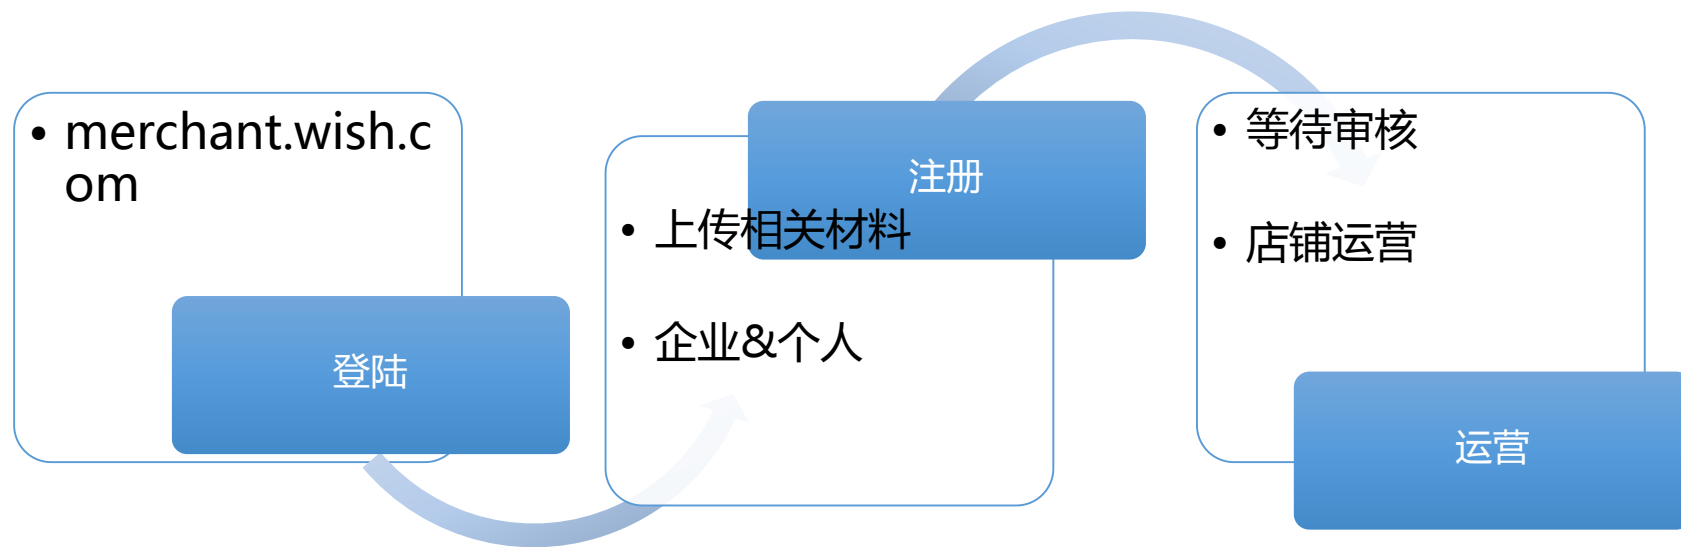 • merchant.wish.c
om
登陆
注册
• 上传相关材料
• 企业&个人
• 等待审核
• 店铺运营
运营